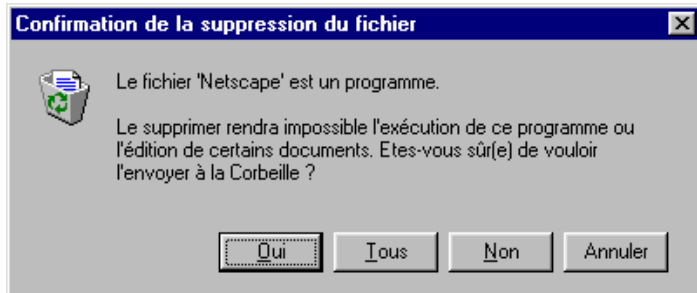 Confirmation de la suppression du fichier
Le fichier 'Netscape' est un programme.
Le supprimer rendra impossible l'exécution de ce programme ou
l'édition de certains documents. Etes-vous sûr(e) de vouloir
l'envoyer à la Corbeille ?
Oui
Tous
Non
Annuler